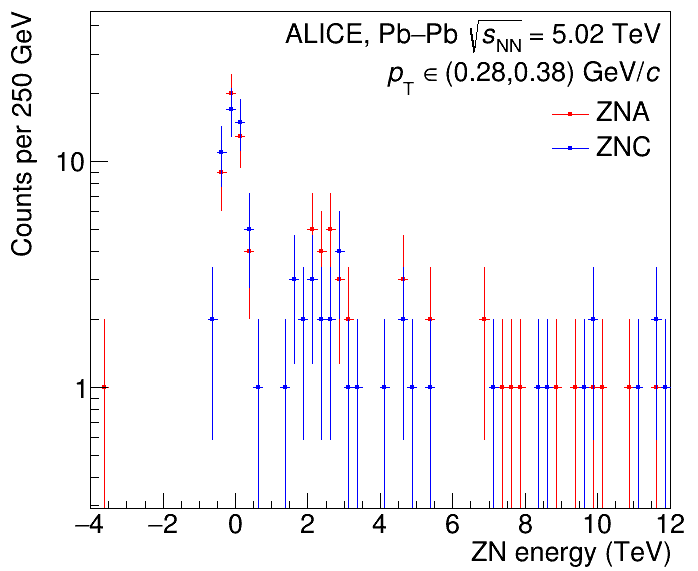 ALICE, Pb–Pb √sNN = 5.02 TeV
pT ∈ (0.28,0.38) GeV/c
ZNA
ZNC
Counts per 250 GeV
10
1
−4 −2 0 2 4 6 8 10 12
ZN energy (TeV)